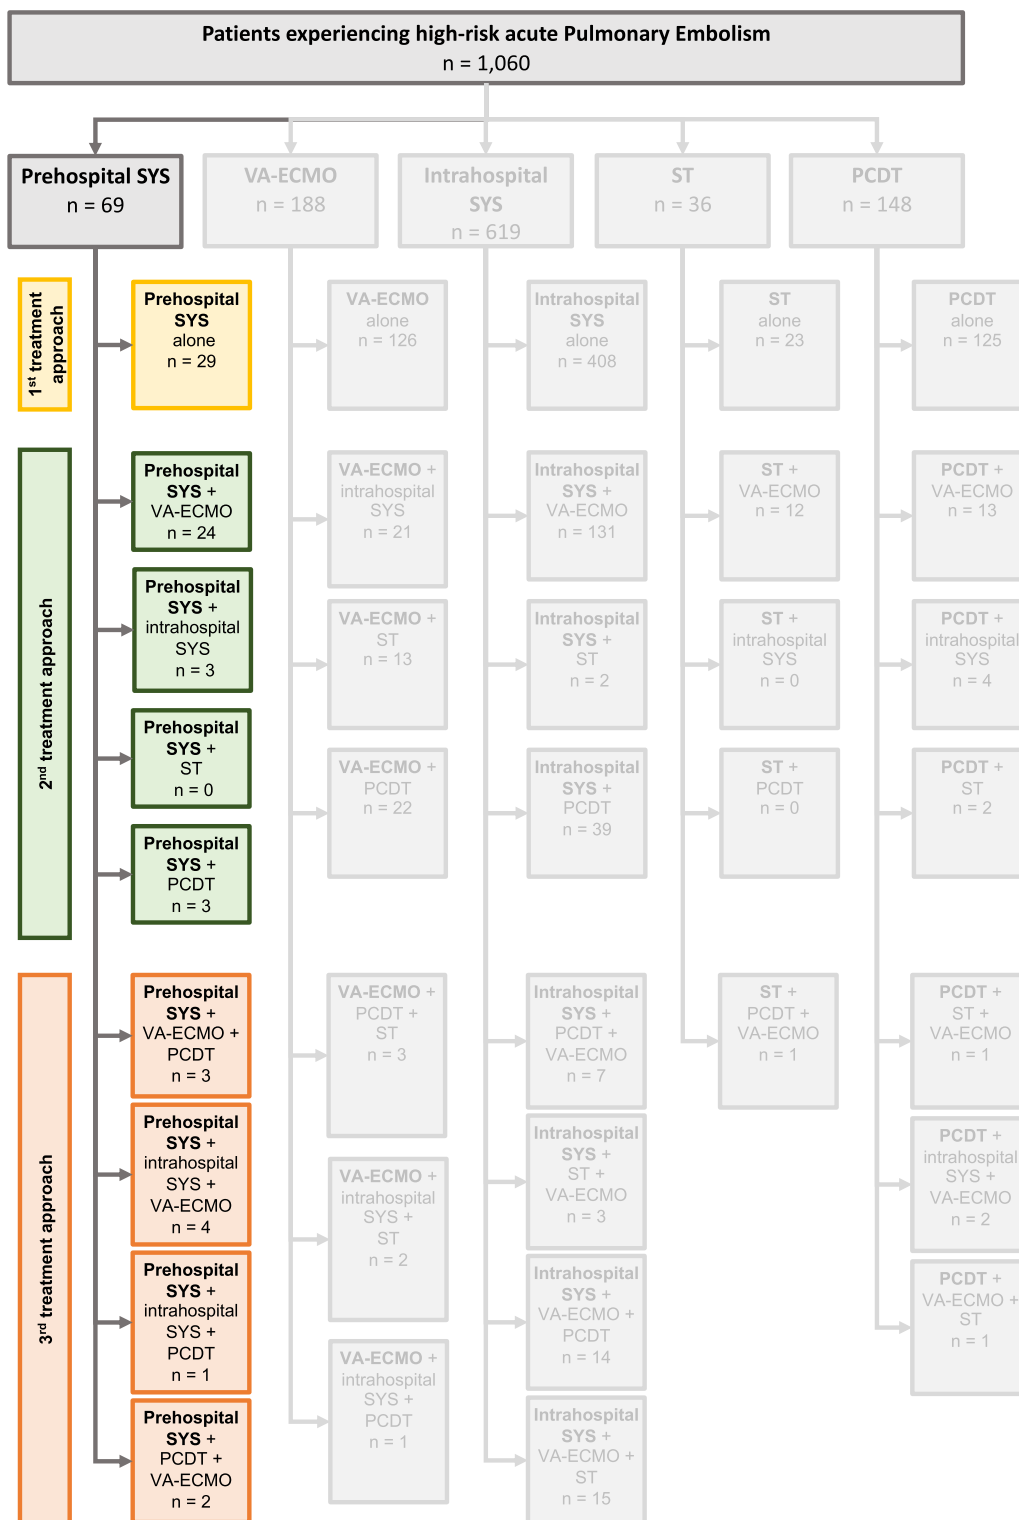 Patients experiencing high-risk acute Pulmonary Embolism
n = 1,060
Prehospital SYS
n = 69
VA-ECMO
n = 188
Intrahospital
SYS
n = 619
ST
n = 36
PCDT
n = 148
1st treatment
approach
Prehospital
SYS
alone
n = 29
VA-ECMO
alone
n = 126
Intrahospital
SYS
alone
n = 408
ST
alone
n = 23
PCDT
alone
n = 125
2nd treatment approach
Prehospital
SYS +
VA-ECMO
n = 24
VA-ECMO +
intrahospital
SYS
n = 21
Intrahospital
SYS +
VA-ECMO
n = 131
ST +
VA-ECMO
n = 12
PCDT +
VA-ECMO
n = 13
Prehospital
SYS +
intrahospital
SYS
n = 3
VA-ECMO +
ST
n = 13
Intrahospital
SYS +
ST
n = 2
ST +
intrahospital
SYS
n = 0
PCDT +
intrahospital
SYS
n = 4
Prehospital
SYS +
ST
n = 0
VA-ECMO +
PCDT
n = 22
Intrahospital
SYS +
PCDT
n = 39
ST +
PCDT
n = 0
PCDT +
ST
n = 2
Prehospital
SYS +
PCDT
n = 3
3rd treatment approach
Prehospital
SYS +
VA-ECMO +
PCDT
n = 3
VA-ECMO +
PCDT +
ST
n = 3
Intrahospital
SYS +
PCDT +
VA-ECMO
n = 7
ST +
PCDT +
VA-ECMO
n = 1
PCDT +
ST +
VA-ECMO
n = 1
Prehospital
SYS +
intrahospital
SYS +
VA-ECMO
n = 4
VA-ECMO +
intrahospital
SYS +
ST
n = 2
Intrahospital
SYS +
ST +
VA-ECMO
n = 3
PCDT +
intrahospital
SYS +
VA-ECMO
n = 2
Prehospital
SYS +
intrahospital
SYS +
PCDT
n = 1
VA-ECMO +
intrahospital
SYS +
PCDT
n = 1
Intrahospital
SYS +
VA-ECMO +
PCDT
n = 14
PCDT +
VA-ECMO +
ST
n = 1
Prehospital
SYS +
PCDT +
VA-ECMO
n = 2
Intrahospital
SYS +
VA-ECMO +
ST
n = 15